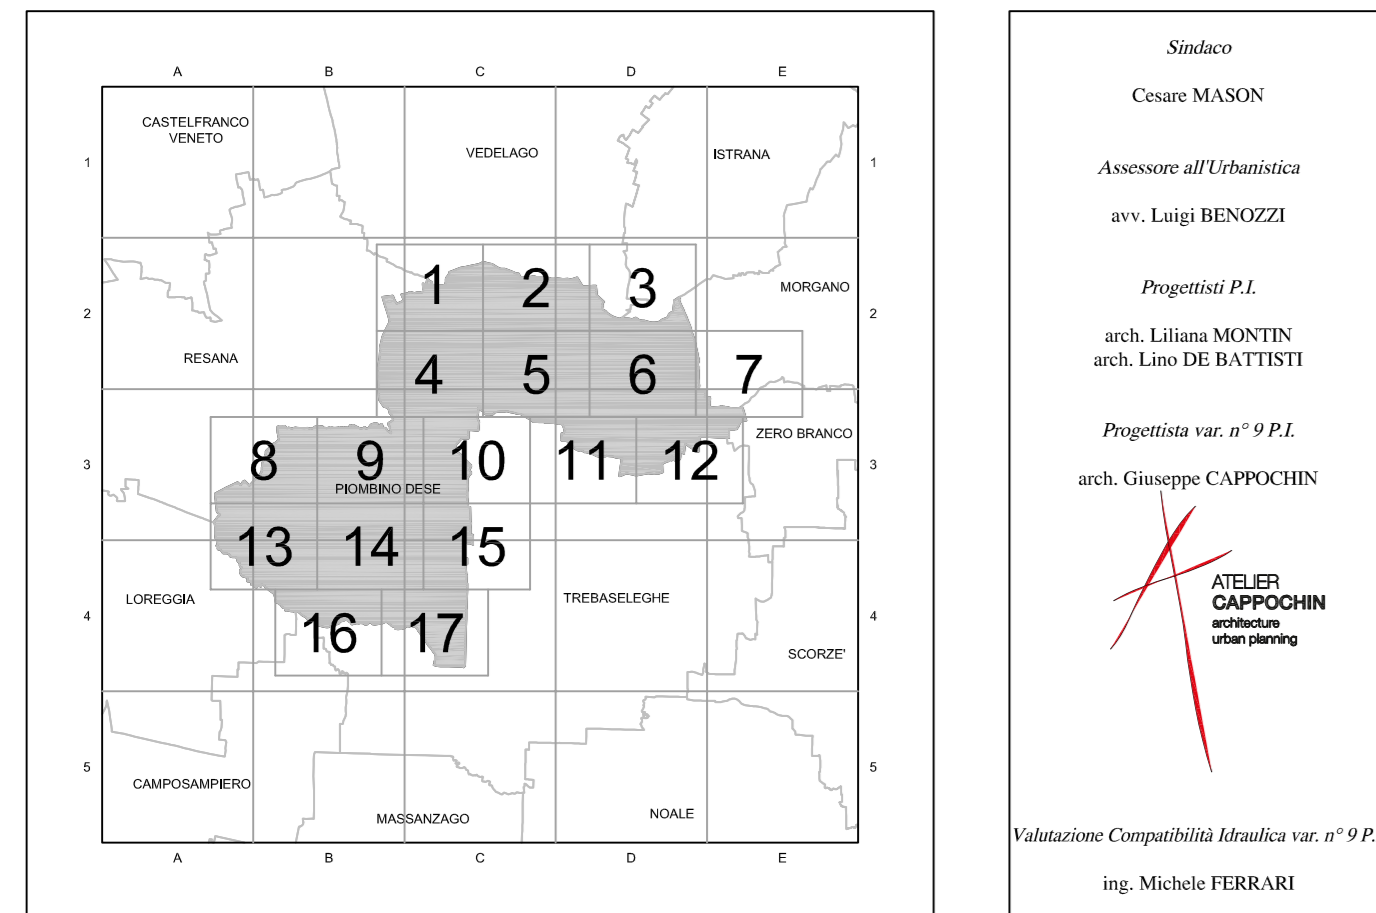 A B C D E
CASTELFRANCO
VENETO
VEDELAGO
ISTRANA
1 1
1 2 3
MORGANO
2 2
RESANA
4 5 6 7
ZERO BRANCO
8 9 10 11 12
3 3
PIOMBINO DESE
13 14 15
LOREGGIA
TREBASELEGHE
4 4
16 17
SCORZE'
5 5
CAMPOSAMPIERO
MASSANZAGO
NOALE
A B C D E
Sindaco
Cesare MASON
Assessore all'Urbanistica
avv. Luigi BENOZZI
Progettisti P.I.
arch. Liliana MONTIN
arch. Lino DE BATTISTI
Progettista var. n° 9 P.I.
arch. Giuseppe CAPPOCHIN
ATELIER
CAPPOCHIN
architecture
urban planning
Valutazione Compatibilità Idraulica var. n° 9 P.
ing. Michele FERRARI